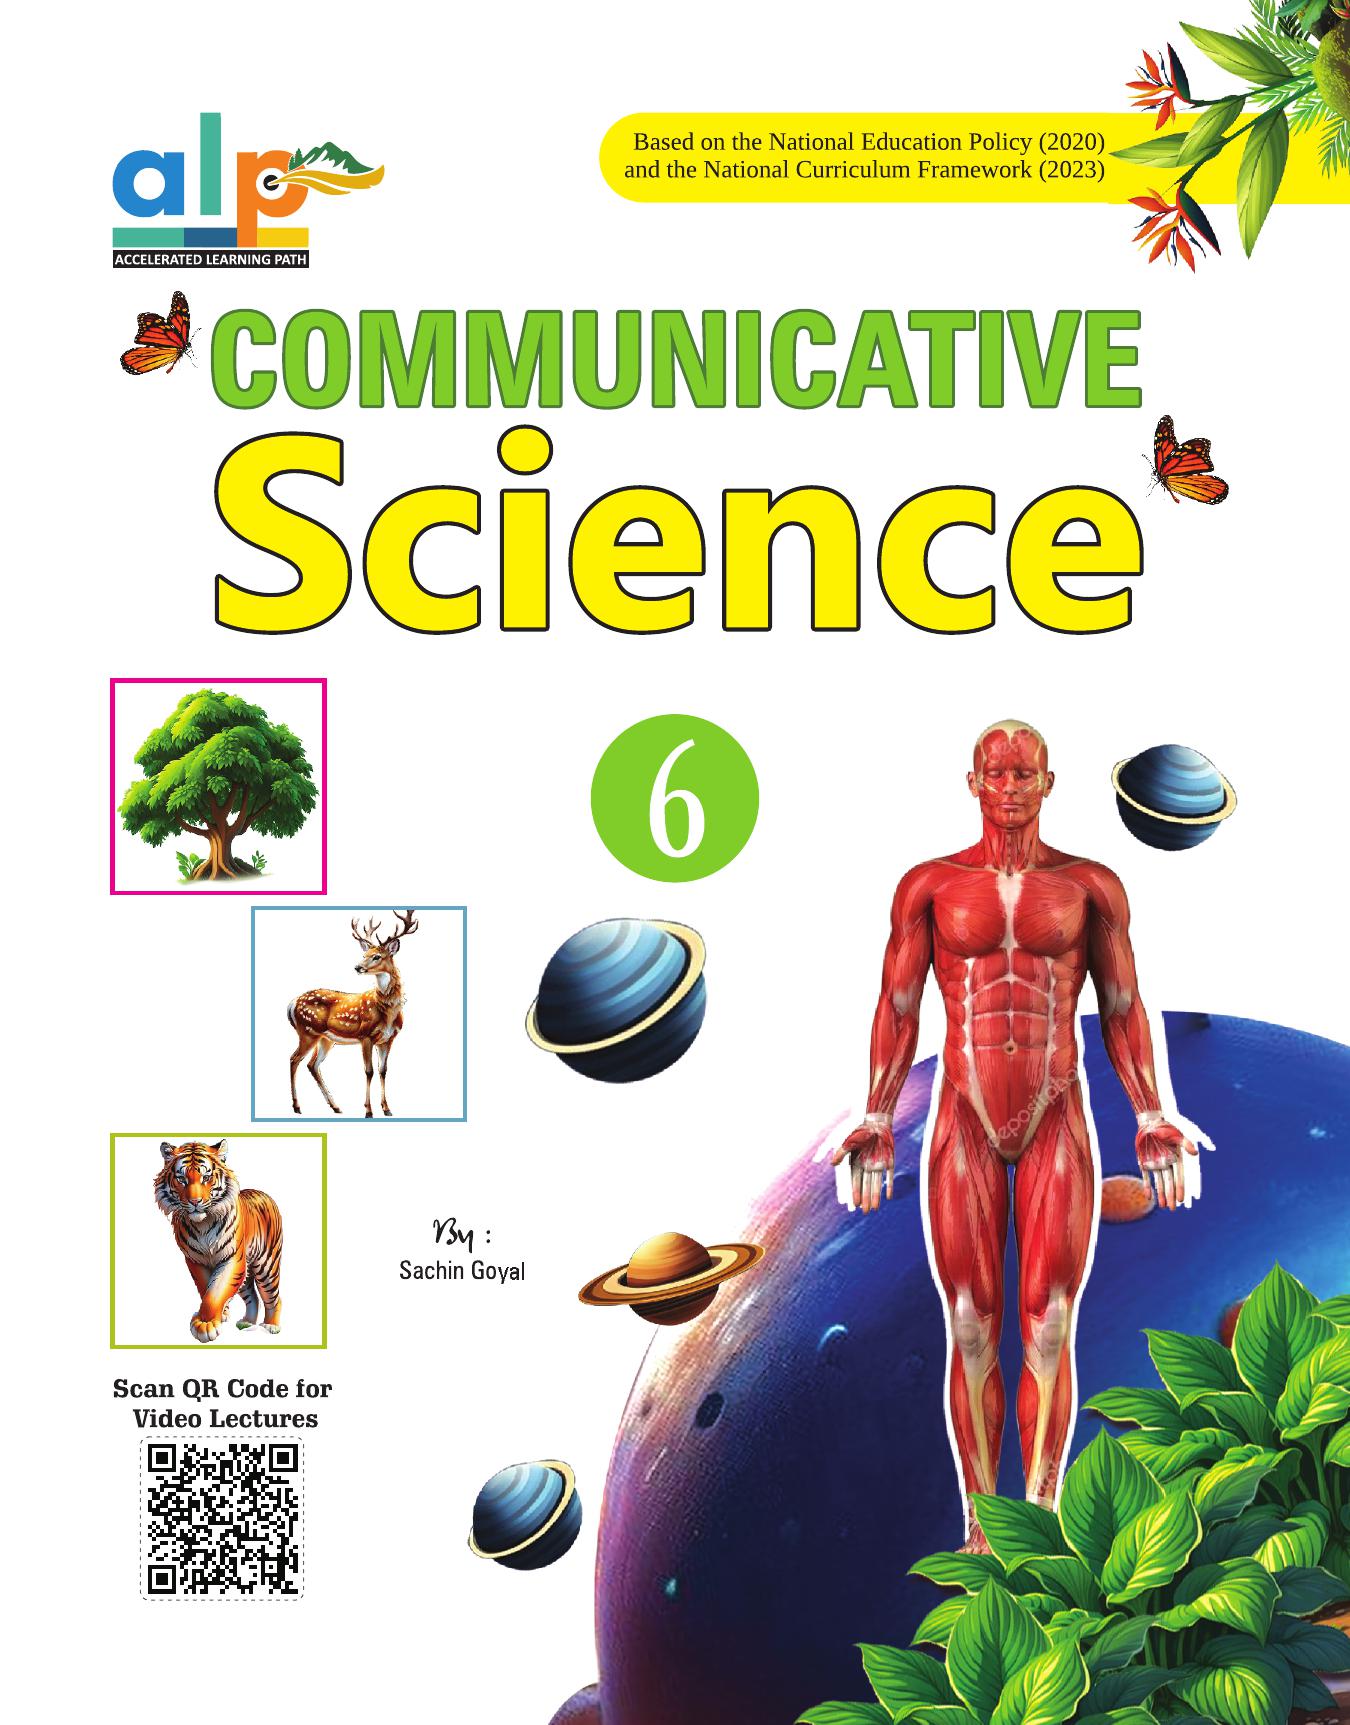 Based on the National Education Policy (2020)
and the National Curriculum Framework (2023)
alp
ACCELERATED LEARNING PATH
COMMUNICATIVE
Science
6
By :
Sachin Goyal
Scan QR Code for
Video Lectures